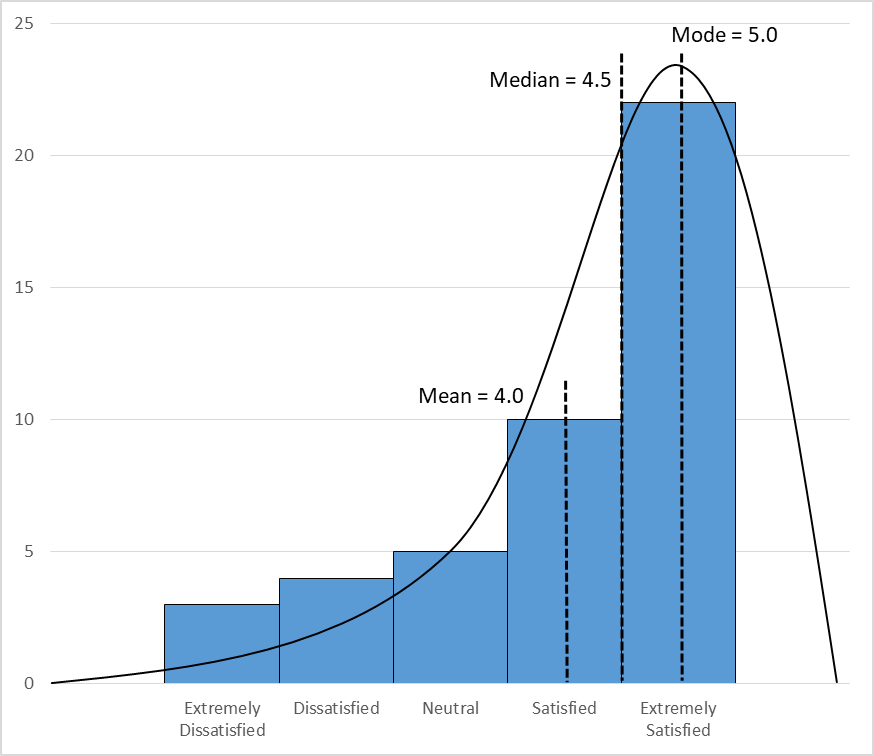 25
Mode = 5.0
Median = 4.5
20
15
Mean = 4.0
10
5
0
Extremely Dissatisfied
Dissatisfied
Neutral
Satisfied
Extremely Satisfied